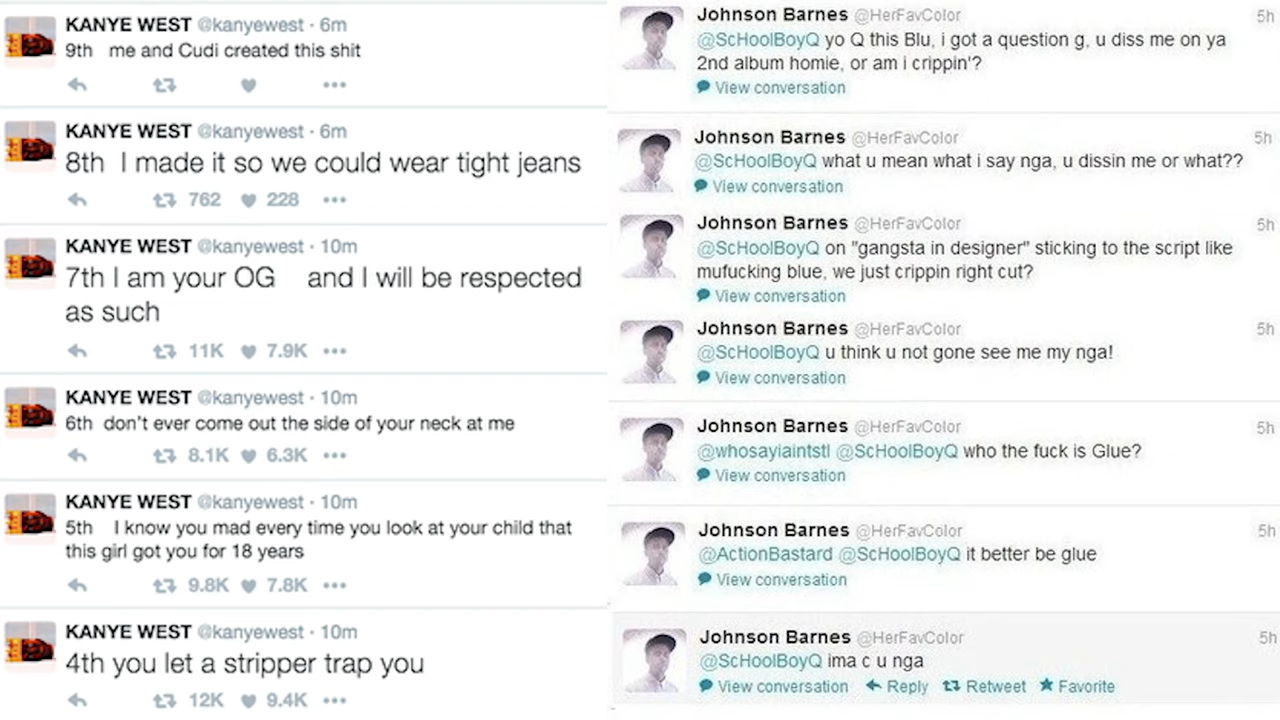 KANYE WEST @kanyewest · 6m
9th me and Cudi created this shit
KANYE WEST @kanyewest · 6m
8th I made it so we could wear tight jeans
762 228
KANYE WEST @kanyewest · 10m
7th I am your OG and I will be respected
as such
11K 7.9K
KANYE WEST @kanyewest · 10m
6th don't ever come out the side of your neck at me
8.1K 6.3K
KANYE WEST @kanyewest · 10m
5th I know you mad every time you look at your child that
this girl got you for 18 years
9.8K 7.8K
KANYE WEST @kanyewest · 10m
4th you let a stripper trap you
12K 9.4K
Johnson Barnes @HerFavColor 5h
@ScHoolBoyQ yo Q this Blu, i got a question g, u diss me on ya
2nd album homie, or am i crippin'?
View conversation
Johnson Barnes @HerFavColor 5h
@ScHoolBoyQ what u mean what i say nga, u dissin me or what??
View conversation
Johnson Barnes @HerFavColor 5h
@ScHoolBoyQ on "gangsta in designer" sticking to the script like
mufucking blue, we just crippin right cut?
View conversation
Johnson Barnes @HerFavColor 5h
@ScHoolBoyQ u think u not gone see me my nga!
View conversation
Johnson Barnes @HerFavColor 5h
@whosayiaintstl @ScHoolBoyQ who the fuck is Glue?
View conversation
Johnson Barnes @HerFavColor 5h
@ActionBastard @ScHoolBoyQ it better be glue
View conversation
Johnson Barnes @HerFavColor 5h
@ScHoolBoyQ ima c u nga
View conversation Reply Retweet Favorite